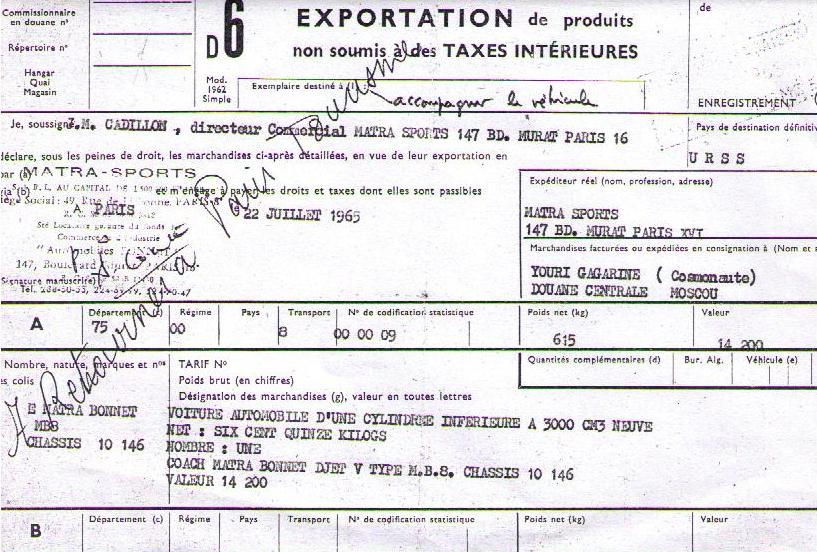 Commissionnaire
en douane n°
Répertoire n°
Hangar
Quai
Magasin
D6
Mod.
1962
Simple
EXPORTATION de produits
non soumis à des TAXES INTÉRIEURES
Exemplaire destiné à
accompagner le véhicule
de
ENREGISTREMENT
Je, soussigné J.M. CADILLON, directeur Commercial MATRA SPORTS 147 BD. MURAT PARIS 16
déclare, sous les peines de droit, les marchandises ci-après détaillées, en vue de leur exportation en
MATRA-SPORTS
et m'engage à payer les droits et taxes dont elles sont passibles
A PARIS
le 22 JUILLET 1965
Signature manuscrite
Pays de destination définitiv
URSS
Expéditeur réel (nom, profession, adresse)
MATRA SPORTS
147 BD. MURAT PARIS XVI
Marchandises facturées ou expédiées en consignation à (Nom et
YOURI GAGARINE ( Cosmonaute)
DOUANE CENTRALE MOSCOU
A Département (c) Régime Pays Transport N° de codification statistique Poids net (kg) Valeur
75 00 8 00 00 09 615 14 200
Nombre, nature, marques et nos
es colis
TARIF N°
Poids brut (en chiffres)
Désignation des marchandises (g), valeur en toutes lettres
Quantités complémentaires (d) Bur. Alg. Véhicule (e)
E MATRA BONNET
MB8
CHASSIS 10 146
VOITURE AUTOMOBILE D'UNE CYLINDREE INFERIEURE A 3000 CM3 NEUVE
NET : SIX CENT QUINZE KILOGS
NOMBRE : UNE
COACH MATRA BONNET DJET V TYPE M.B.8. CHASSIS 10 146
VALEUR 14 200
B Département (c) Régime Pays Transport N° de codification statistique Poids net (kg) Valeur